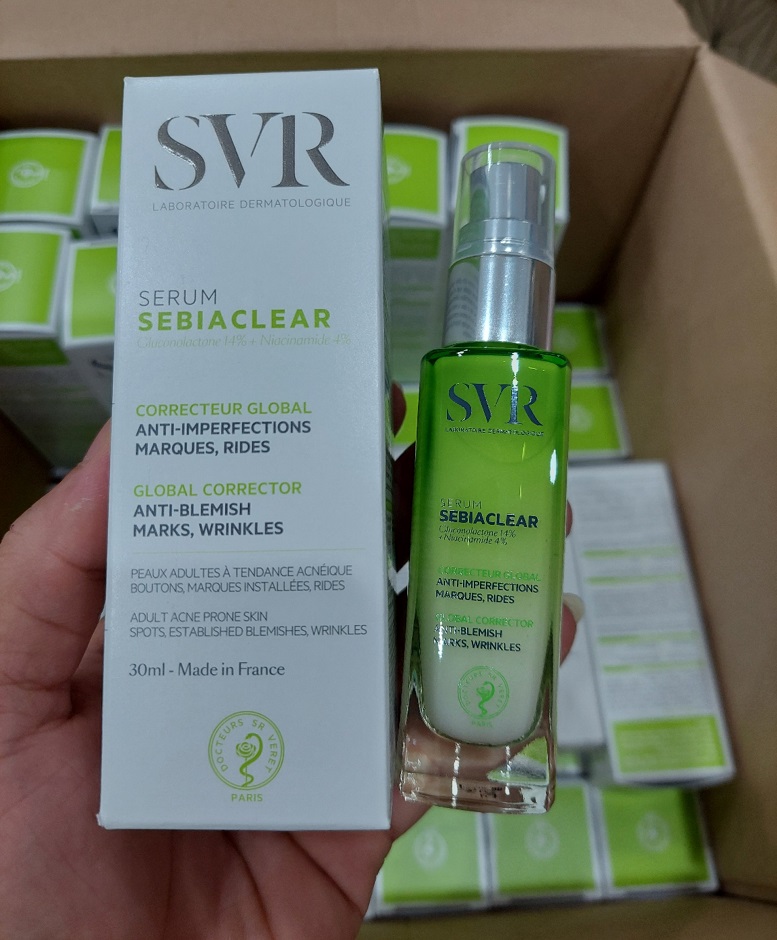 SVR
LABORATOIRE DERMATOLOGIQUE
SERUM
SEBIACLEAR
Gluconolactone 14% + Niacinamide 4%
CORRECTEUR GLOBAL
ANTI-IMPERFECTIONS
MARQUES, RIDES
GLOBAL CORRECTOR
ANTI-BLEMISH
MARKS, WRINKLES
PEAUX ADULTES À TENDANCE ACNÉIQUE
BOUTONS, MARQUES INSTALLÉES, RIDES
ADULT ACNE PRONE SKIN
SPOTS, ESTABLISHED BLEMISHES, WRINKLES
30ml - Made in France
DOCTEURS SR VERET
PARIS
SVR
LABORATOIRE DERMATOLOGIQUE
SERUM
SEBIACLEAR
Gluconolactone 14%
+Niacinamide 4%
CORRECTEUR GLOBAL
ANTI-IMPERFECTIONS
MARQUES, RIDES
GLOBAL CORRECTOR
ANTI-BLEMISH
MARKS, WRINKLES
DOCTEURS SR VERET
PARIS